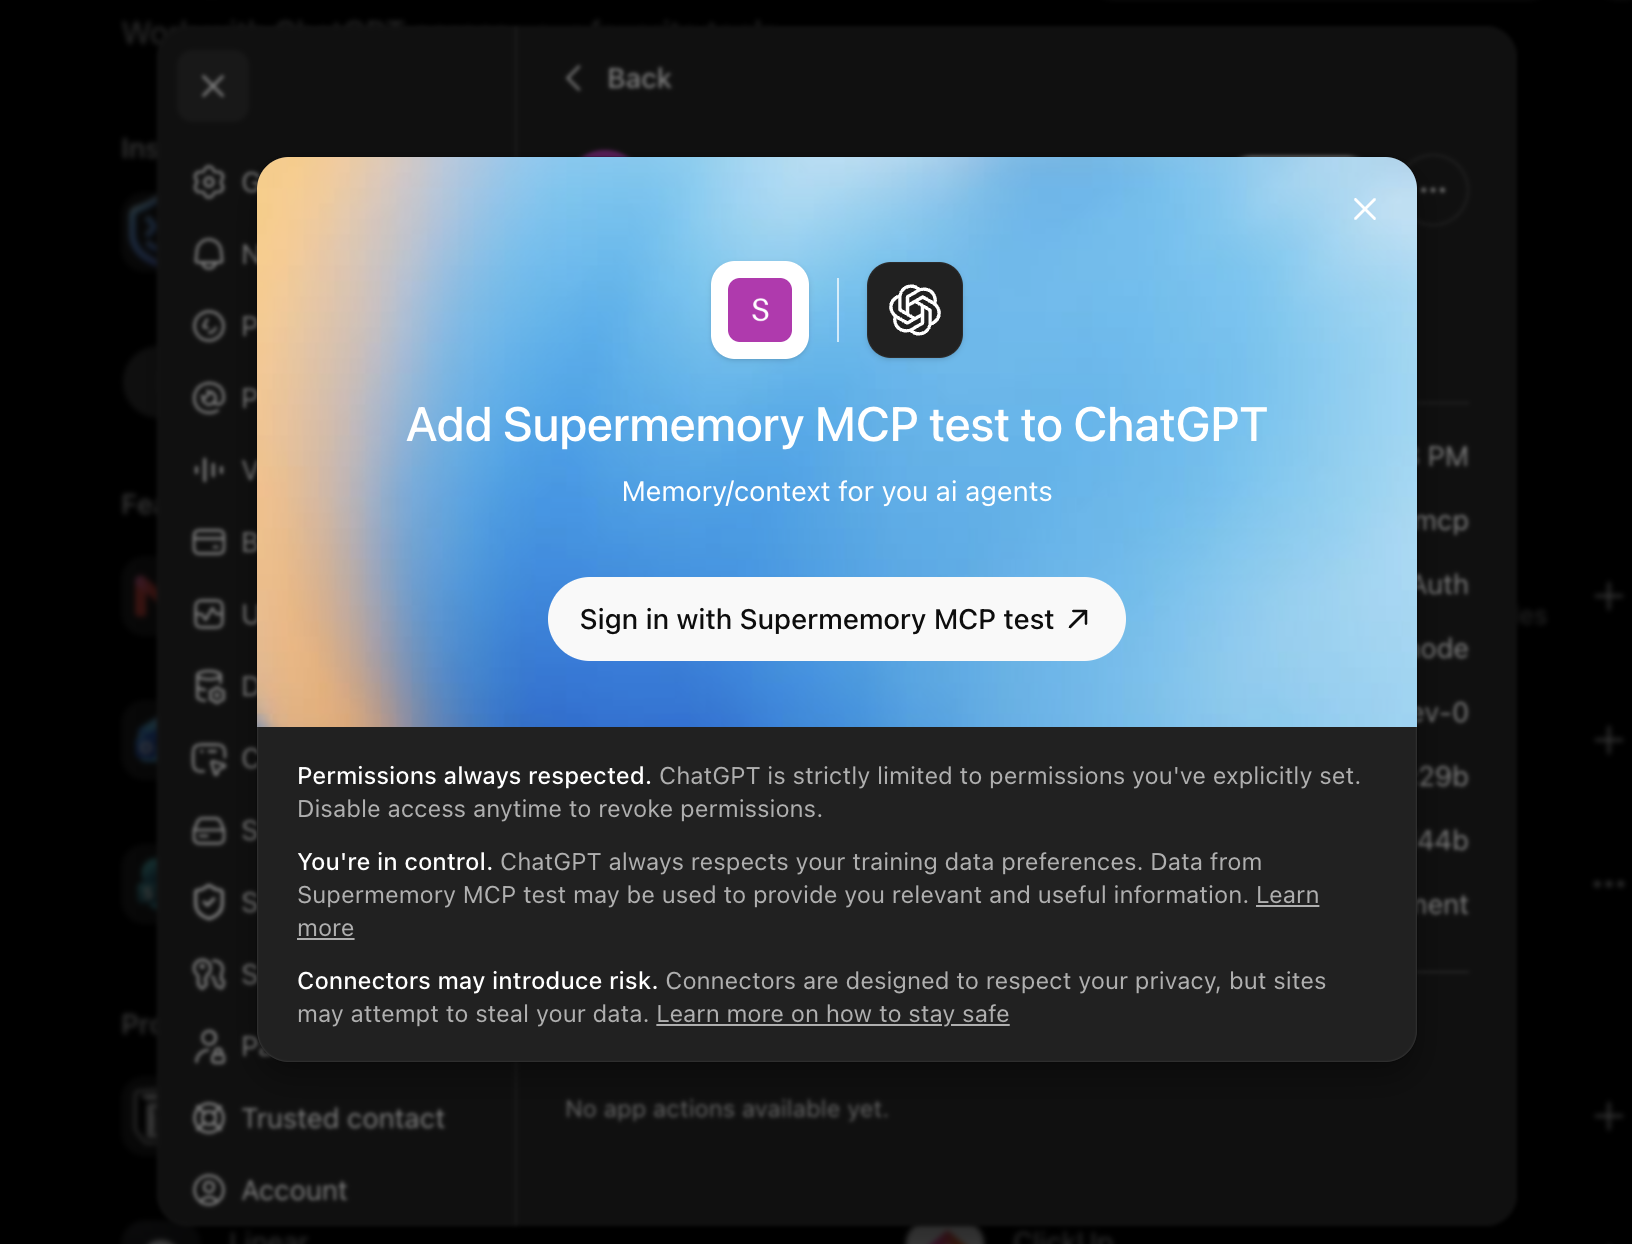 Back
S
Add Supermemory MCP test to ChatGPT
Memory/context for you ai agents
Sign in with Supermemory MCP test
Permissions always respected. ChatGPT is strictly limited to permissions you've explicitly set.
Disable access anytime to revoke permissions.
You're in control. ChatGPT always respects your training data preferences. Data from
Supermemory MCP test may be used to provide you relevant and useful information. Learn
more
Connectors may introduce risk. Connectors are designed to respect your privacy, but sites
may attempt to steal your data. Learn more on how to stay safe
PM
mcp
No app actions available yet.
Trusted contact
Account
Linear
ClickUp